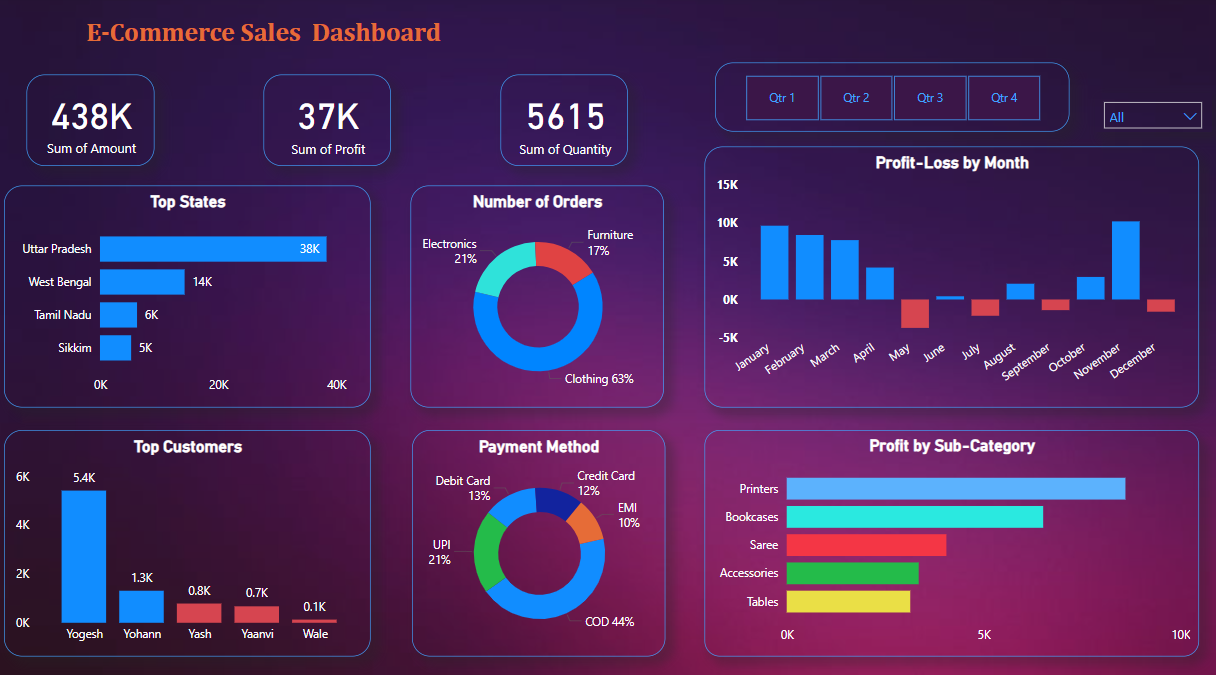 E-Commerce Sales  Dashboard
438K
Sum of Amount
37K
Sum of Profit
5615
Sum of Quantity
Qtr 1
Qtr 2
Qtr 3
Qtr 4
All
Top States
Uttar Pradesh
38K
West Bengal
14K
Tamil Nadu
6K
Sikkim
5K
0K
20K
40K
Number of Orders
Electronics
21%
Furniture
17%
Clothing 63%
Profit-Loss by Month
15K
10K
5K
0K
-5K
January
February
March
April
May
June
July
August
September
October
November
December
Top Customers
6K
4K
2K
0K
5.4K
1.3K
0.8K
0.7K
0.1K
Yogesh
Yohann
Yash
Yaanvi
Wale
Payment Method
Debit Card
13%
Credit Card
12%
EMI
10%
UPI
21%
COD 44%
Profit by Sub-Category
Printers
Bookcases
Saree
Accessories
Tables
0K
5K
10K